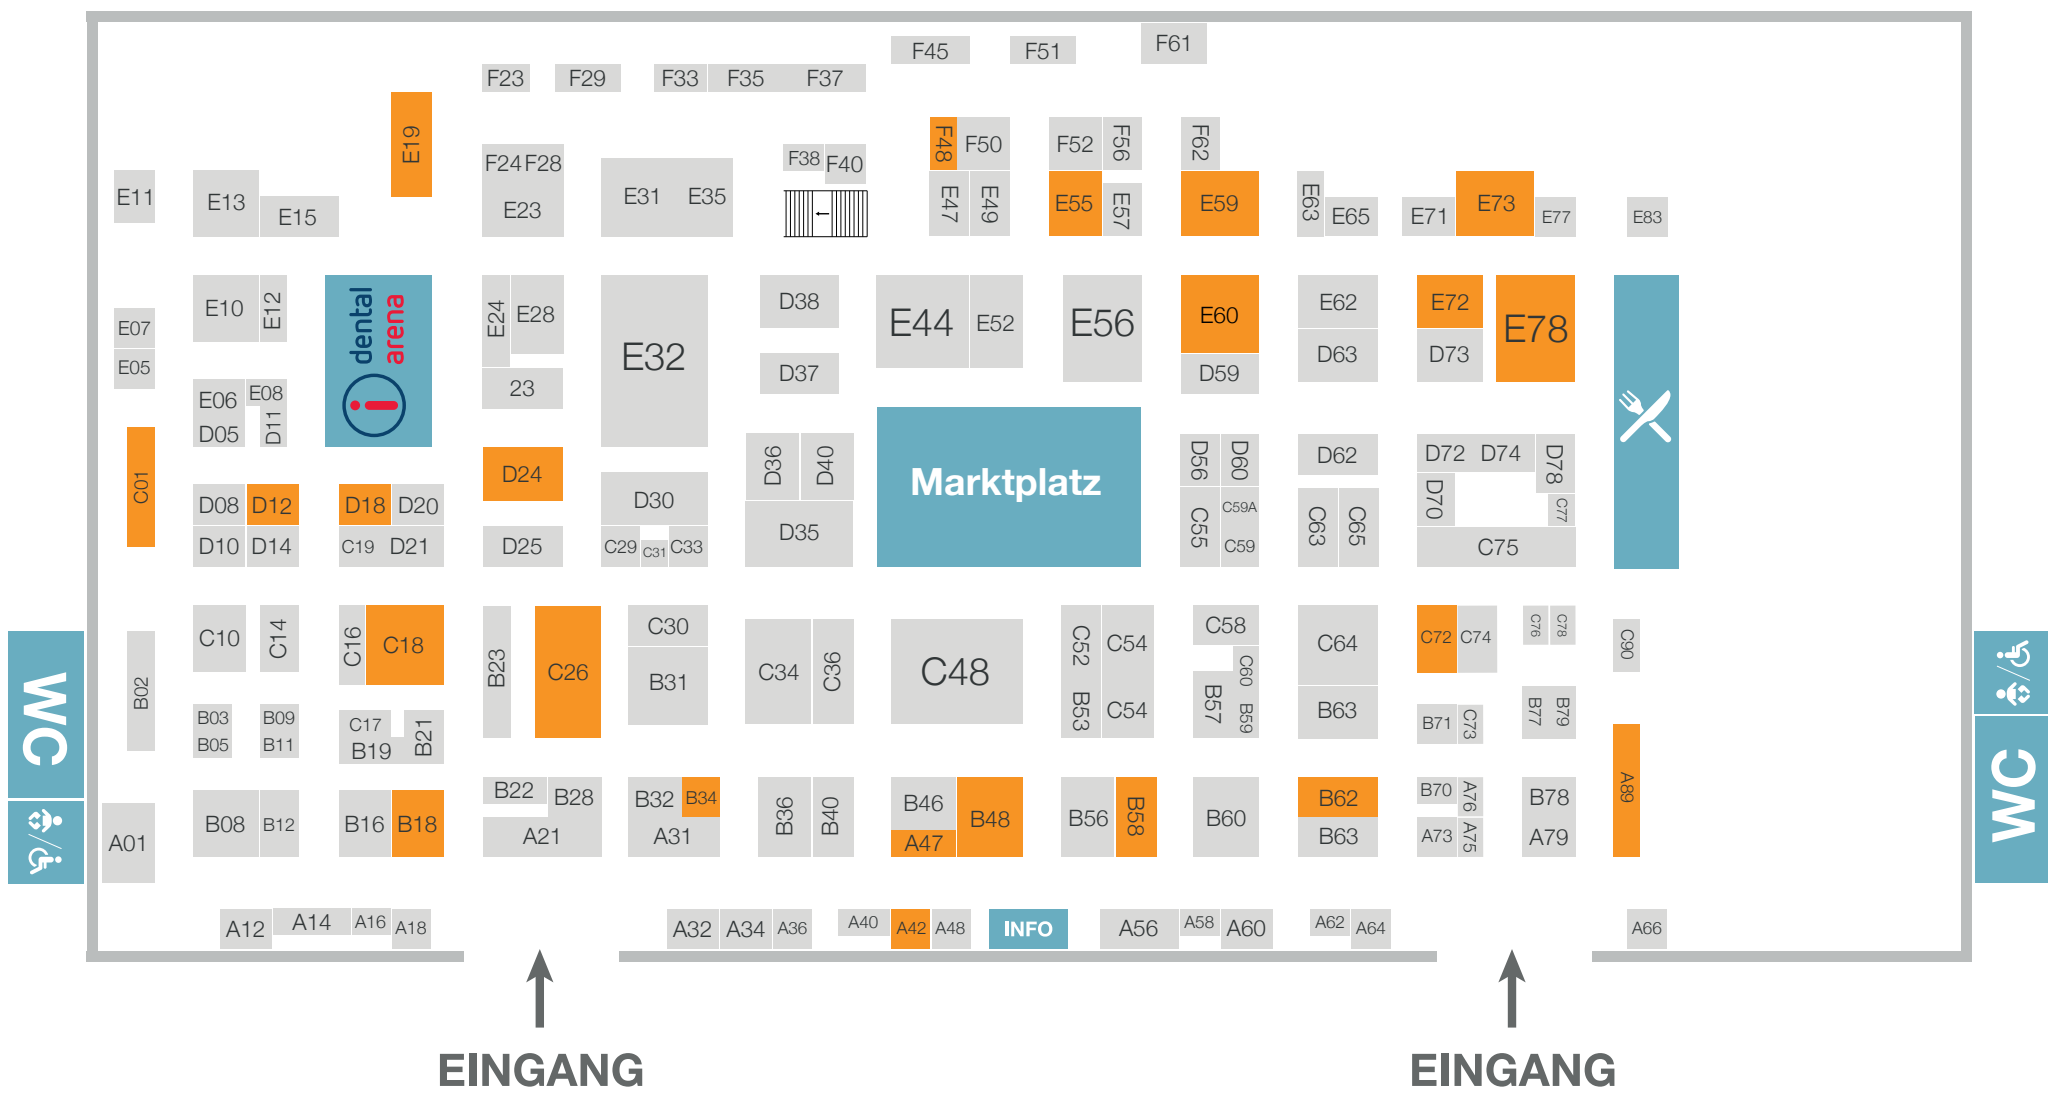 F61
F45
F51
F23
F29
F33
F35
F37
E19
F48
F50
F52
F56
F62
F24
F28
F38
F40
E11
E13
E15
E23
E31
E35
E47
E49
E55
E57
E59
E63
E65
E71
E73
E77
E83
E10
E12
dental
arena
i
E24
E28
E32
D38
E44
E52
E56
E60
E62
E72
E78
E07
E05
D37
D59
D63
D73
E06
E08
D05
D11
23
C01
D24
D36
D40
Marktplatz
D56
D60
D62
D72
D74
D78
D08
D12
D18
D20
D30
D70
C77
D10
D14
C19
D21
D25
C29
C31
C33
D35
C55
C59A
C59
C63
C65
C75
C10
C14
C16
C18
B23
C26
C30
B31
C34
C36
C48
C52
C54
B53
C54
C58
C60
B57
B59
C64
B63
C72
C74
C76
C78
C90
WC
B02
B03
B05
B09
B11
C17
B19
B21
B71
C73
B77
B79
WC
A01
B08
B12
B16
B18
B22
B28
A21
B32
B34
A31
B36
B40
B46
A47
B48
B56
B58
B60
B62
B63
B70
A76
A73
A75
B78
A79
A89
A12
A14
A16
A18
A32
A34
A36
A40
A42
A48
INFO
A56
A58
A60
A62
A64
A66
EINGANG
EINGANG